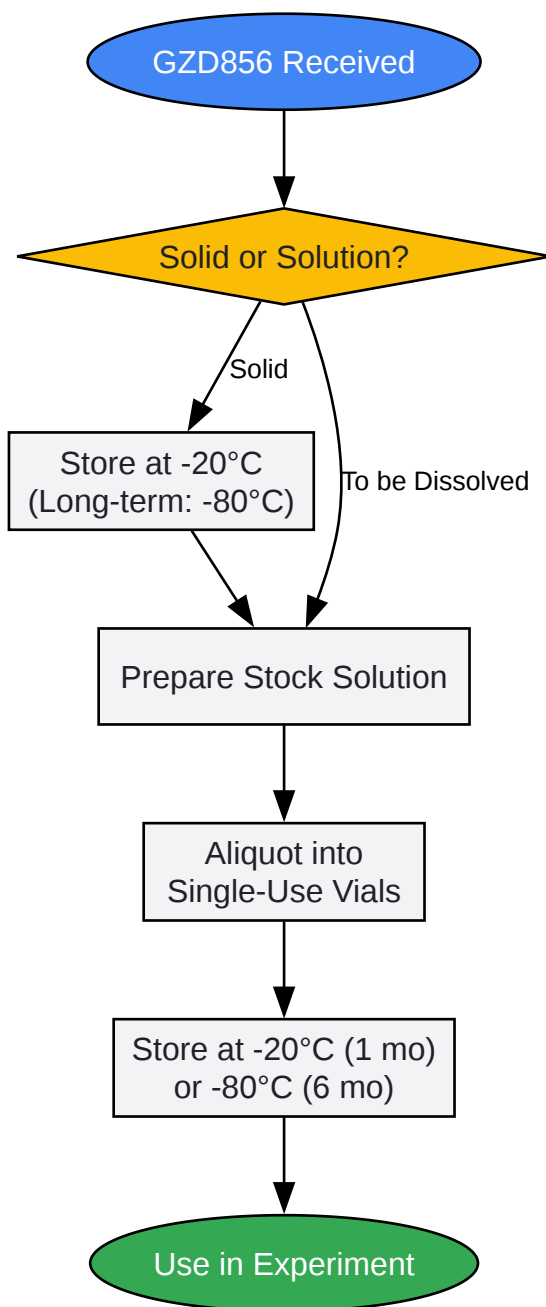 GZD856 Received
Solid or Solution?
Solid
Store at -20°C
(Long-term: -80°C)
To be Dissolved
Prepare Stock Solution
Aliquot into
Single-Use Vials
Store at -20°C (1 mo)
or -80°C (6 mo)
Use in Experiment